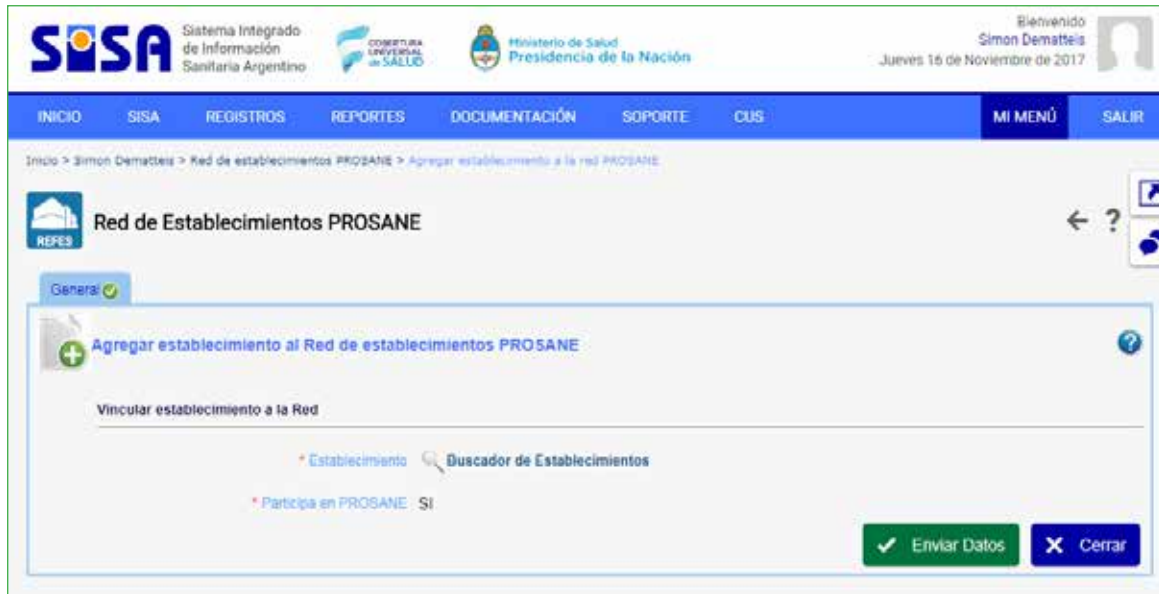 SISA
Sistema Integrado
de Información
Sanitaria Argentino
COBERTURA
UNIVERSAL
de SALUD
Ministerio de Salud
Presidencia de la Nación
Bienvenido
Simon Dematteis
Jueves 16 de Noviembre de 2017
INICIO SISA REGISTROS REPORTES DOCUMENTACIÓN SOPORTE CUS MI MENÚ SALIR
Inicio > Simon Dematteis > Red de establecimientos PROSANE > Agregar establecimiento a la red PROSANE
REFES
Red de Establecimientos PROSANE
?
General
Agregar establecimiento al Red de establecimientos PROSANE
?
Vincular establecimiento a la Red
* Establecimiento Buscador de Establecimientos
* Participa en PROSANE SI
Enviar Datos X Cerrar